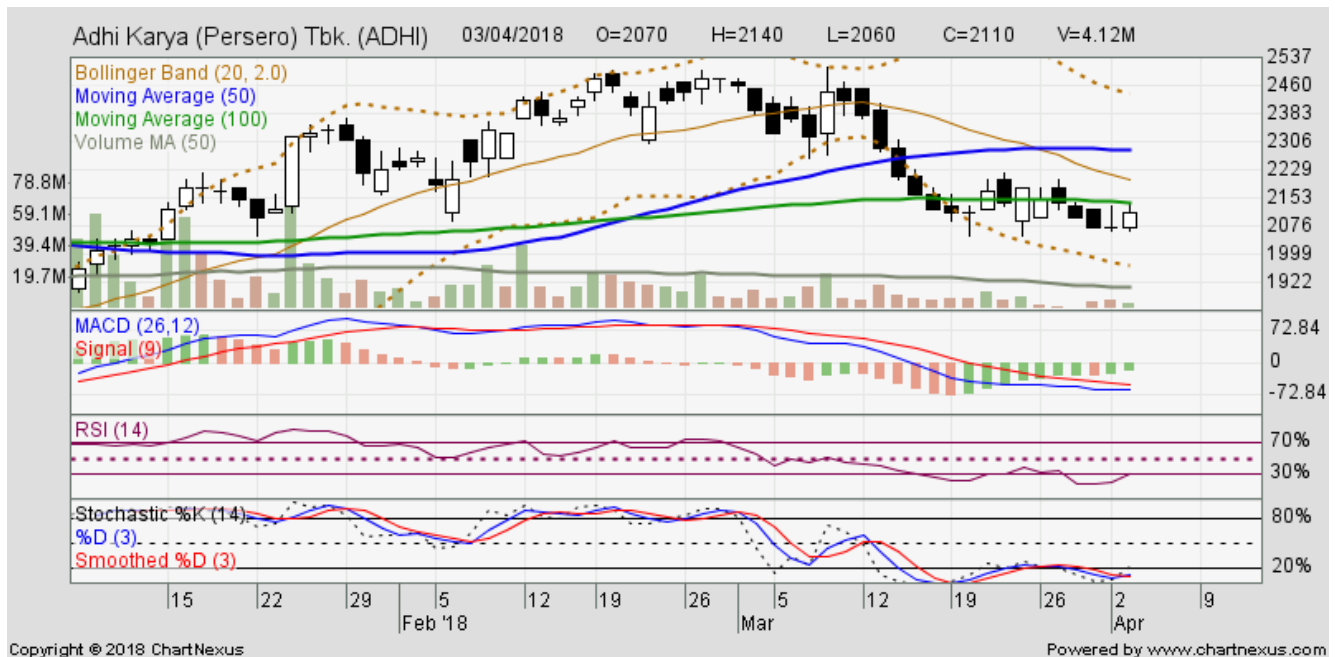 Adhi Karya (Persero) Tbk. (ADHI) 03/04/2018 O=2070 H=2140 L=2060 C=2110 V=4.12M
Bollinger Band (20, 2.0)
Moving Average (50)
Moving Average (100)
Volume MA (50)
78.8M
59.1M
39.4M
19.7M
2537
2460
2383
2306
2229
2153
2076
1999
1922
MACD (26,12)
Signal (9)
72.84
0
-72.84
RSI (14)
70%
30%
Stochastic %K (14)
%D (3)
Smoothed %D (3)
80%
20%
15 22 29 5 12 19 26 5 12 19 26 2 9
Feb '18 Mar Apr
Copyright © 2018 ChartNexus Powered by www.chartnexus.com